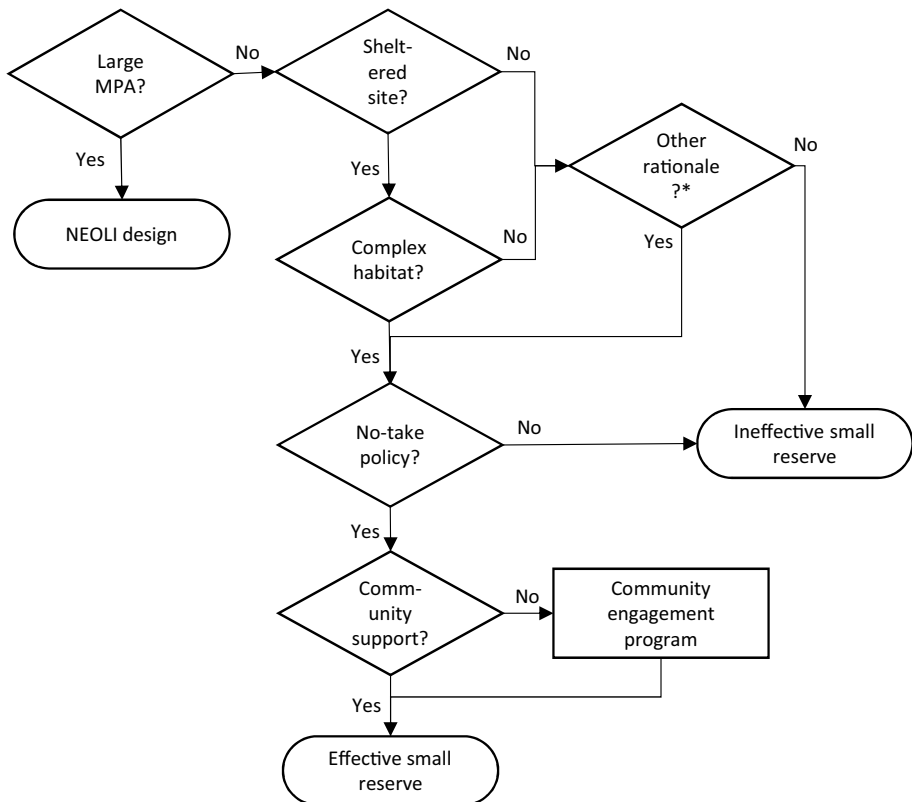 Large
MPA?
No
Shelt-
ered
site?
No
Yes
Yes
Other
rationale
?*
No
NEOLI design
Complex
habitat?
No
Yes
Yes
No-take
policy?
No
Ineffective small
reserve
Yes
Comm-
unity
support?
No
Community
engagement
program
Yes
Effective small
reserve